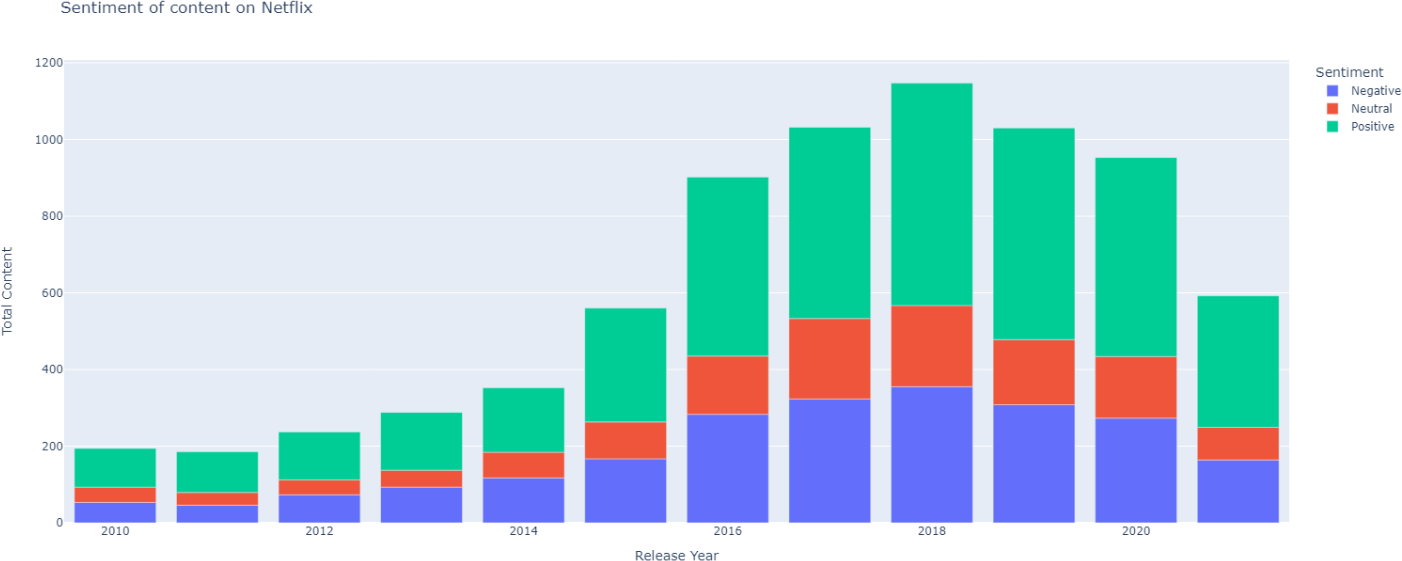 Sentiment of content on Netflix
Total Content
1200
1000
800
600
400
200
0
2010 2012 2014 2016 2018 2020
Release Year
Sentiment
Negative
Neutral
Positive